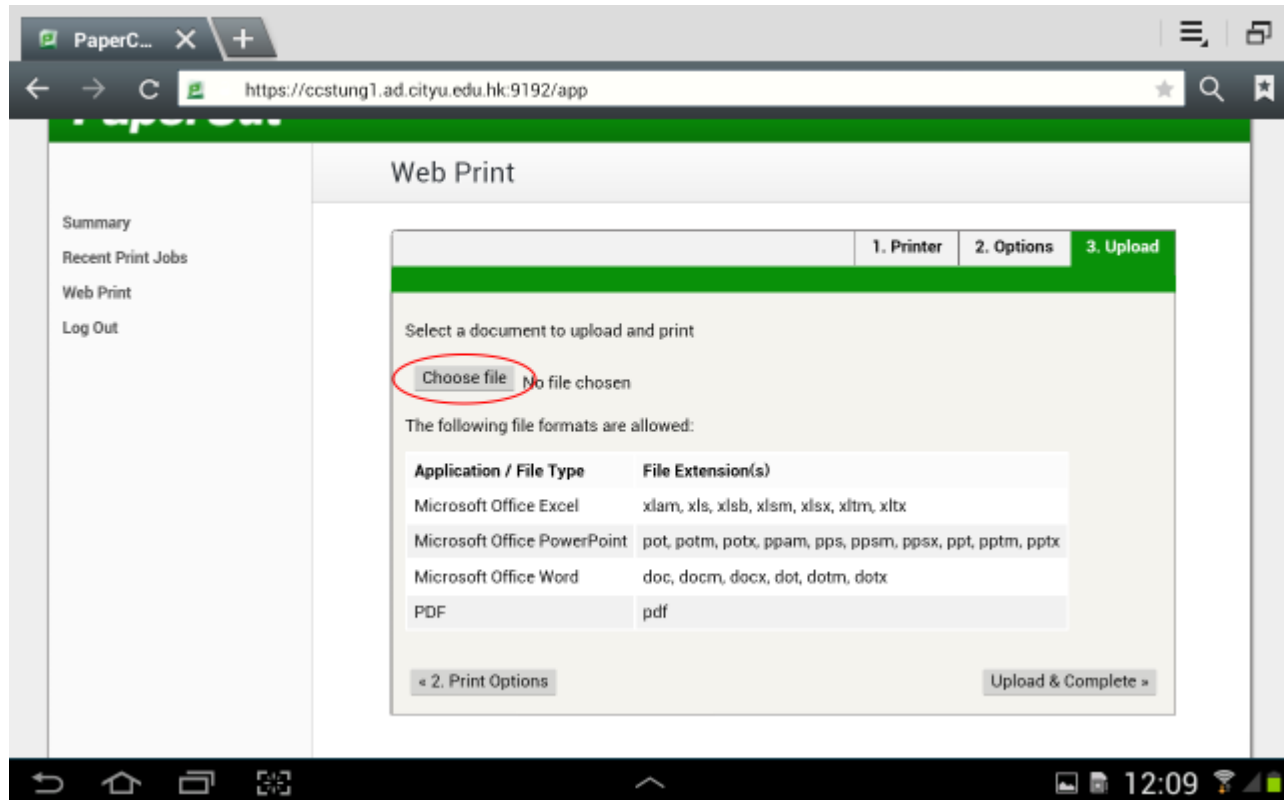 PaperC...
https://ccstung1.ad.cityu.edu.hk:9192/app
PaperCut
Web Print
Summary
Recent Print Jobs
Web Print
Log Out
1. Printer 2. Options 3. Upload
Select a document to upload and print
Choose file No file chosen
The following file formats are allowed:
Application / File Type File Extension(s)
Microsoft Office Excel xlam, xls, xlsb, xlsm, xlsx, xltm, xltx
Microsoft Office PowerPoint pot, potm, potx, ppam, pps, ppsm, ppsx, ppt, pptm, pptx
Microsoft Office Word doc, docm, docx, dot, dotm, dotx
PDF pdf
« 2. Print Options Upload & Complete »
12:09